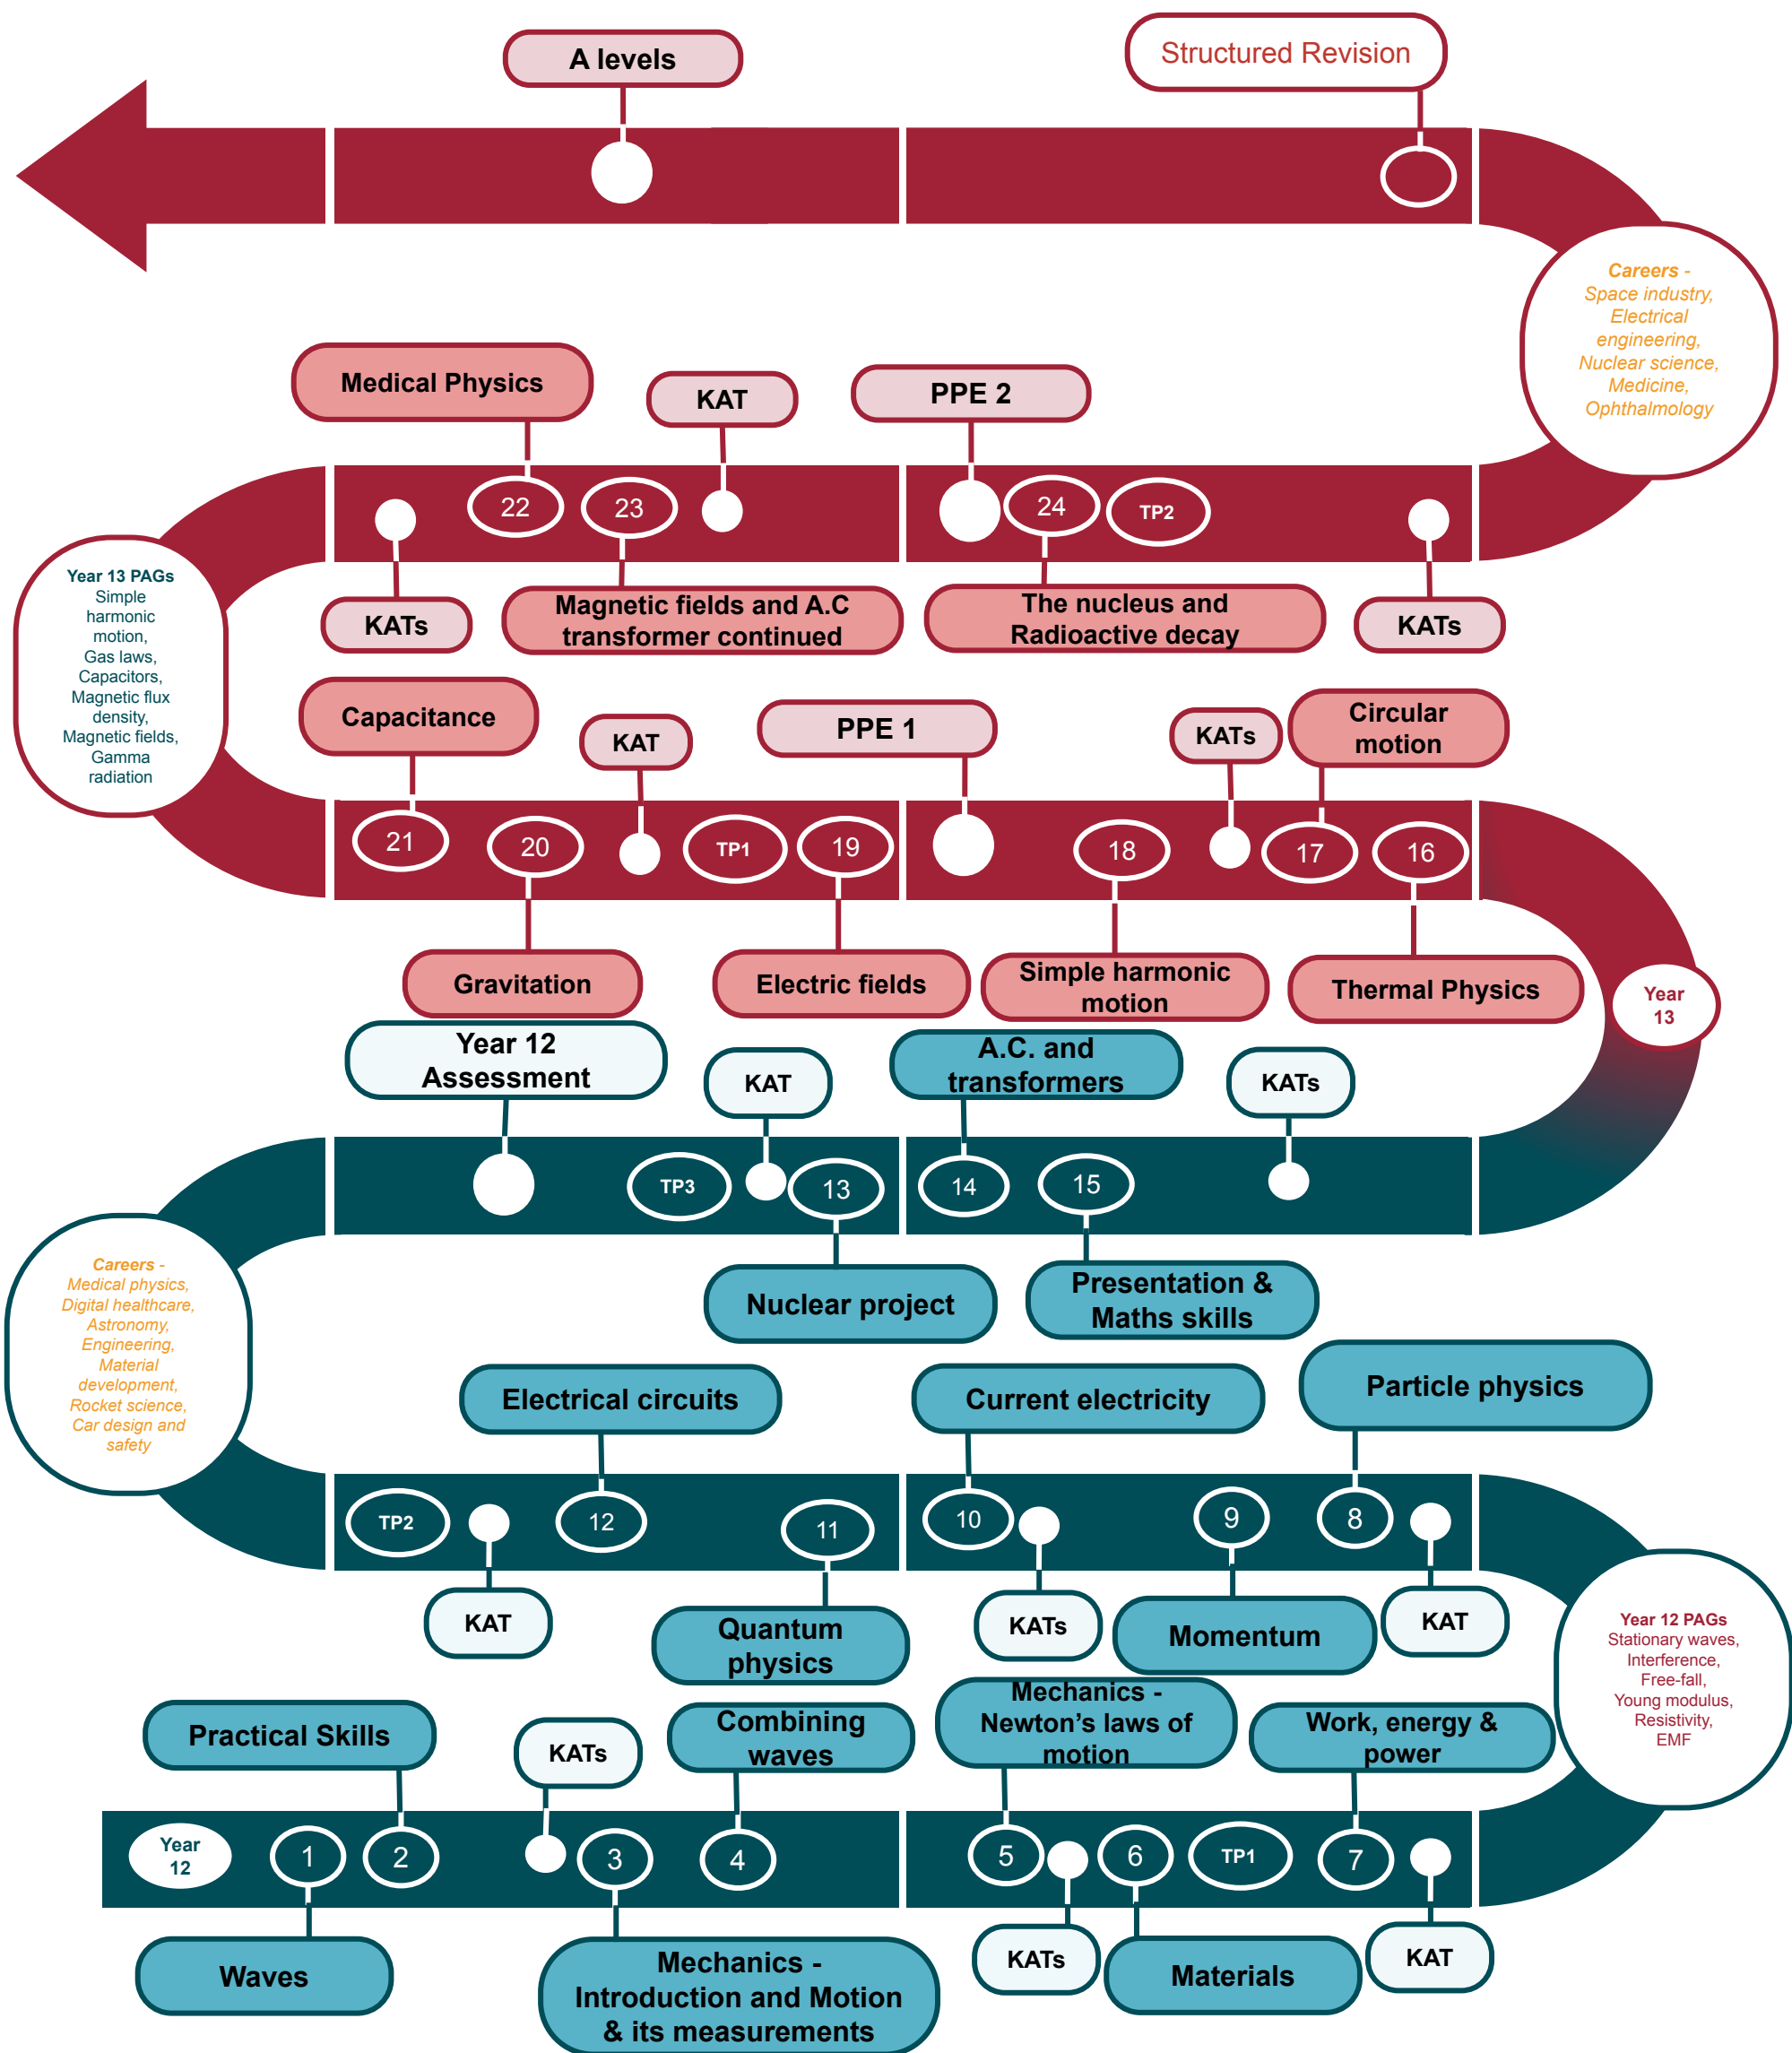 A levels
Structured Revision
Careers -
Space industry,
Electrical
engineering,
Nuclear science,
Medicine,
Ophthalmology
Medical Physics
KAT
PPE 2
22
23
24
TP2
KATs
Magnetic fields and A.C
transformer continued
The nucleus and
Radioactive decay
KATs
Year 13 PAGs
Simple
harmonic
motion,
Gas laws,
Capacitors,
Magnetic flux
density,
Magnetic fields,
Gamma
radiation
Capacitance
KAT
PPE 1
KATs
Circular
motion
21
20
TP1
19
18
17
16
Gravitation
Electric fields
Simple harmonic
motion
Thermal Physics
Year
13
Year 12
Assessment
KAT
A.C. and
transformers
KATs
TP3
13
14
15
Nuclear project
Presentation &
Maths skills
Careers -
Medical physics,
Digital healthcare,
Astronomy,
Engineering,
Material
development,
Rocket science,
Car design and
safety
Electrical circuits
Current electricity
Particle physics
TP2
12
11
10
9
8
KAT
Quantum
physics
KATs
Momentum
KAT
Year 12 PAGs
Stationary waves,
Interference,
Free-fall,
Young modulus,
Resistivity,
EMF
Practical Skills
KATs
Combining
waves
Mechanics -
Newton's laws of
motion
Work, energy &
power
Year
12
1
2
3
4
5
6
TP1
7
Waves
Mechanics -
Introduction and Motion
& its measurements
KATs
Materials
KAT